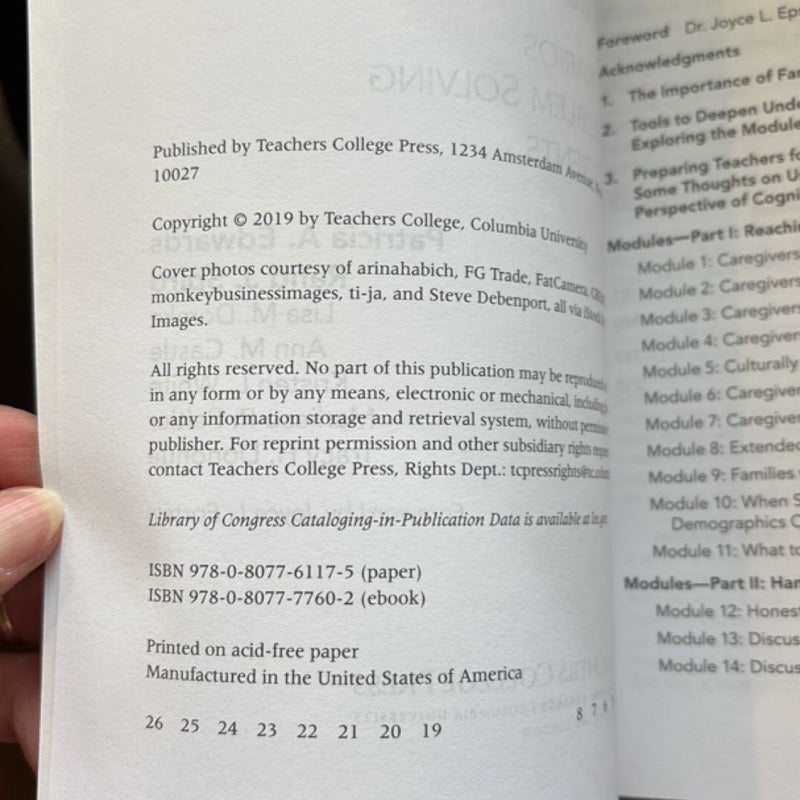 Published by Teachers College Press, 1234 Amsterdam Avenue,
10027
Copyright © 2019 by Teachers College, Columbia University
Cover photos courtesy of arinahabich, FG Trade, FatCamera,
monkeybusinessimages, ti-ja, and Steve Debenport, all via
Images.
All rights reserved. No part of this publication may be
in any form or by any means, electronic or mechanical, including
or any information storage and retrieval system, without
publisher. For reprint permission and other subsidiary rights
contact Teachers College Press, Rights Dept.:
Library of Congress Cataloging-in-Publication Data is available at
ISBN 978-0-8077-6117-5 (paper)
ISBN 978-0-8077-7760-2 (ebook)
Printed on acid-free paper
Manufactured in the United States of America
26 25 24 23 22 21 20 19 8 7 6
Foreword Dr. Joyce L.
Acknowledgments
1. The Importance of
2. Tools to Deepen
Exploring the
3. Preparing Teachers
Some Thoughts on
Perspective of
Modules—Part I:
Module 1: Caregivers
Module 2: Caregivers
Module 3: Caregivers
Module 4:
Module 5: Culturally
Module 6:
Module 7:
Module 8:
Module 9: Families
Module 10: When
Demographics
Module 11: What
Modules—Part II:
Module 12:
Module 13:
Module 14: